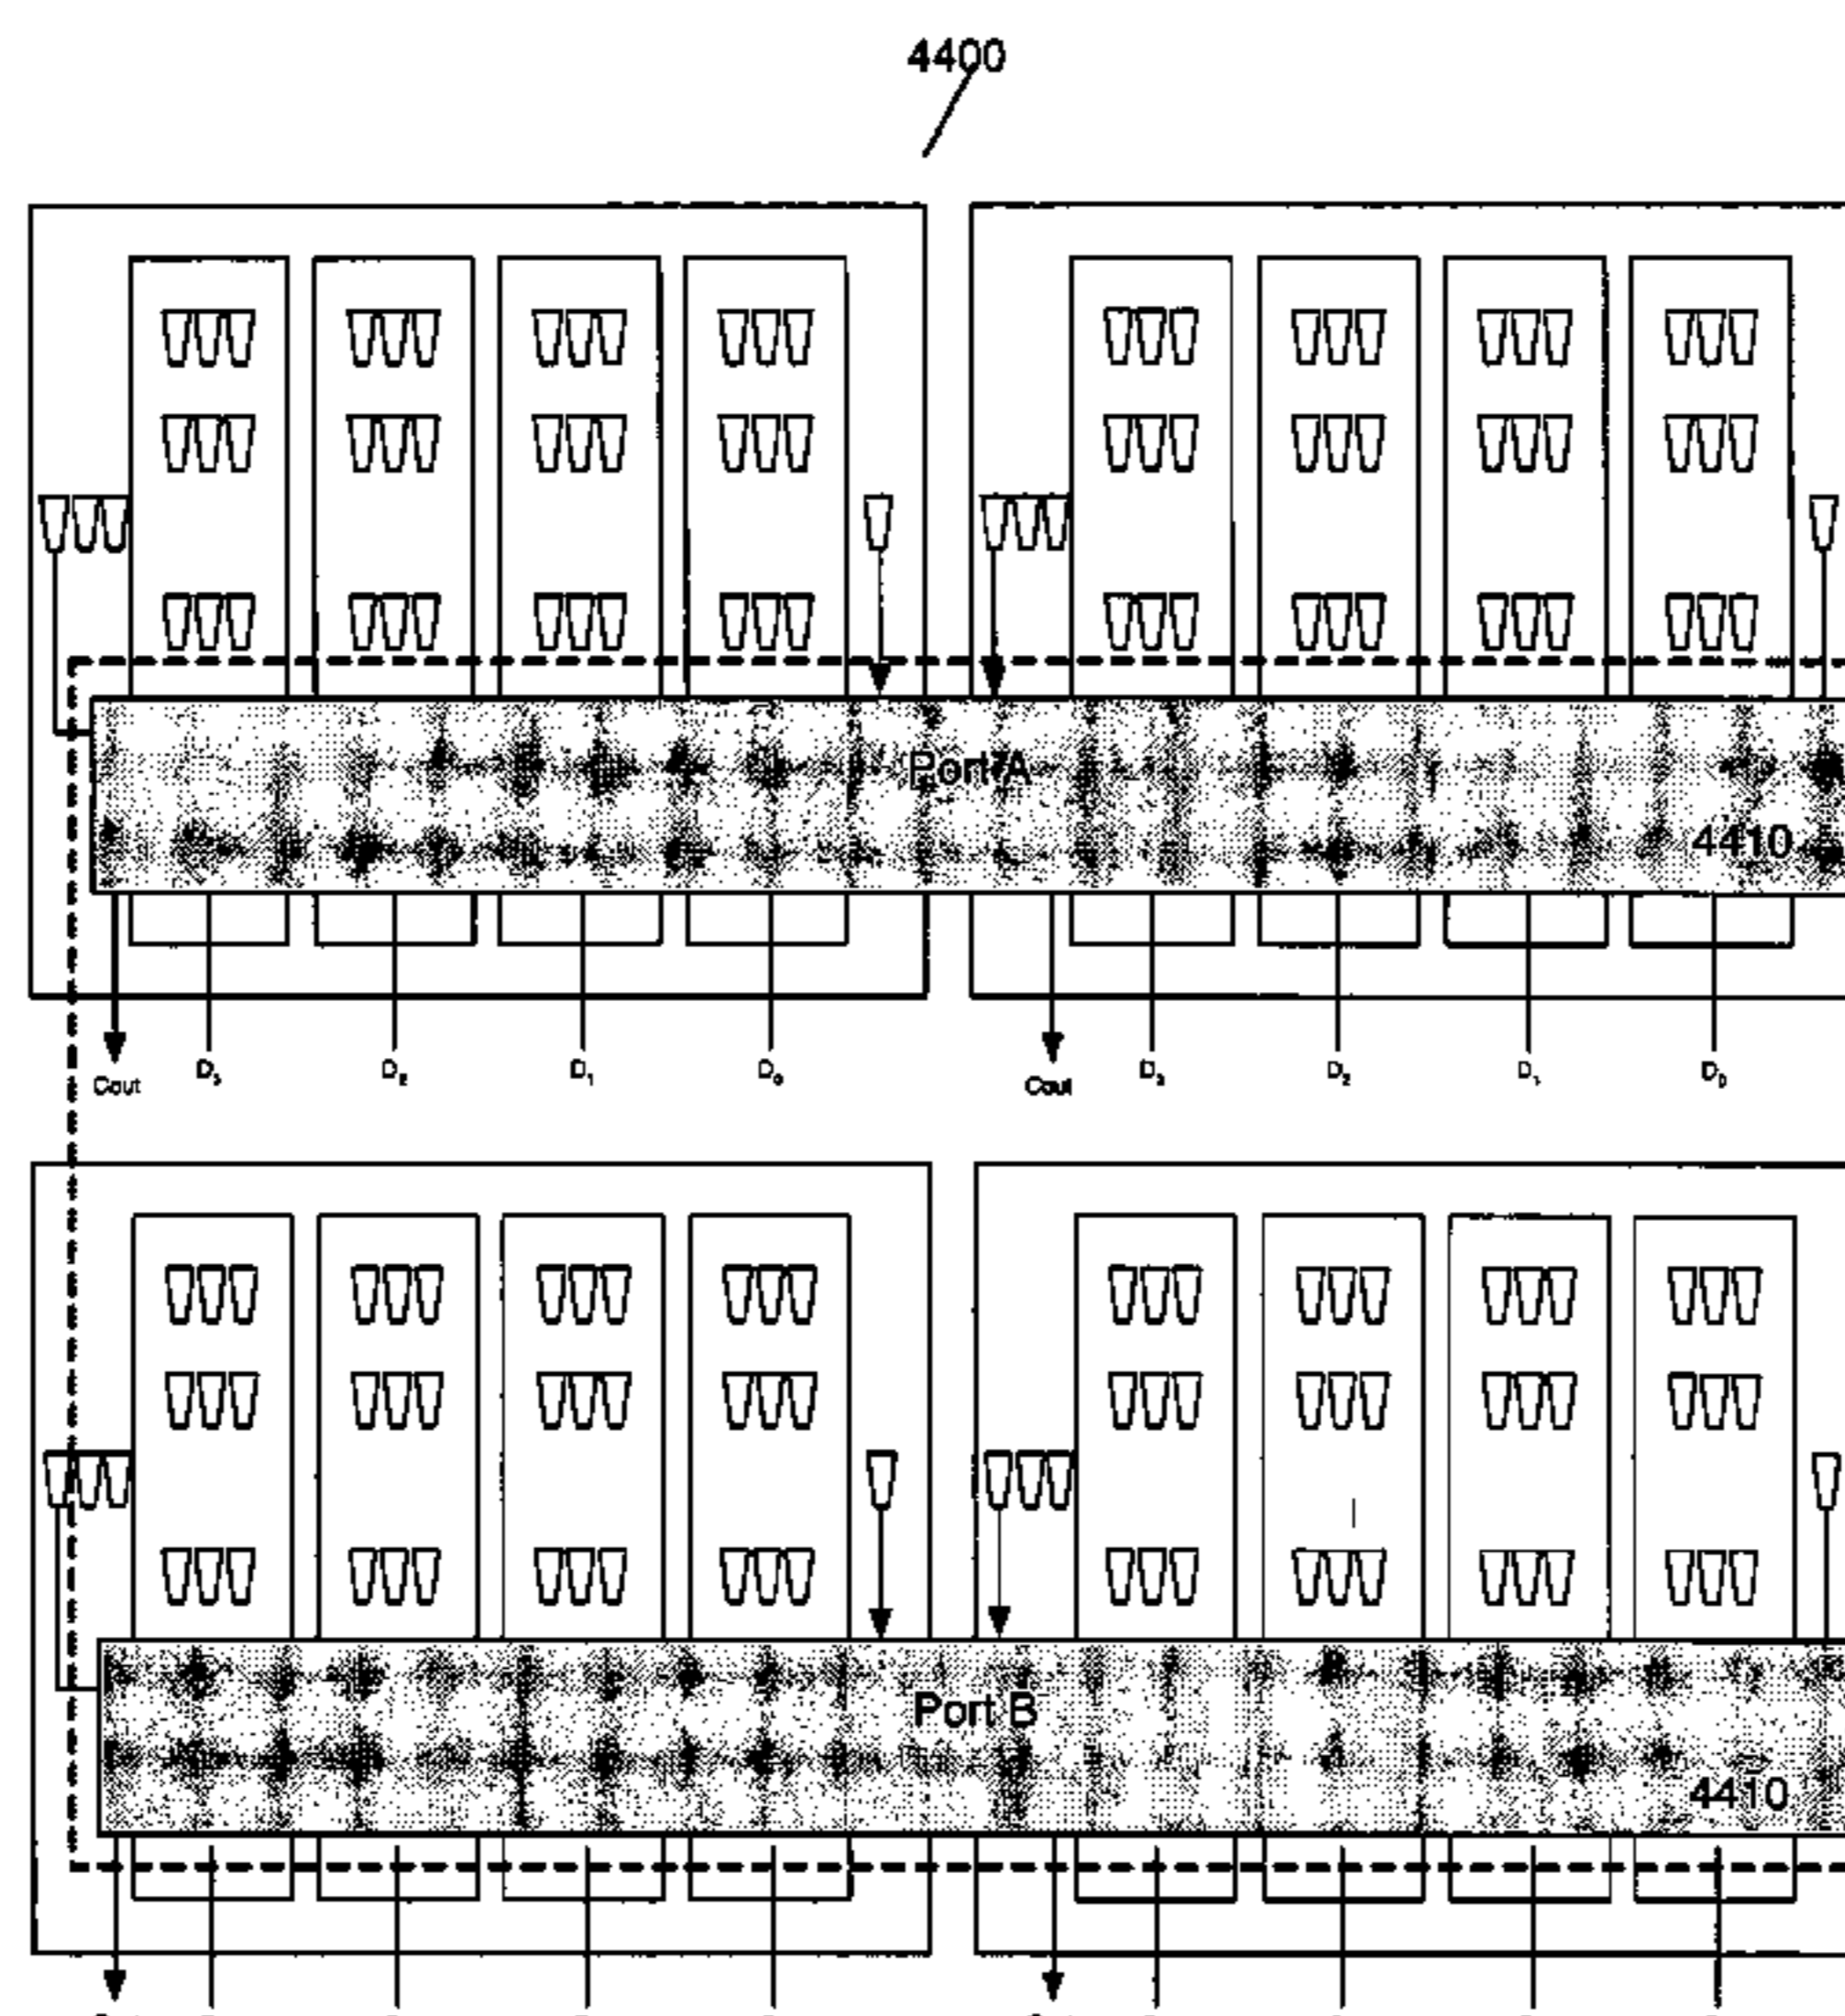 4400
Port A
4410
Cout D₃ D₂ D₁ D₀ Cout D₃ D₂ D₁ D₀
Port B
4410